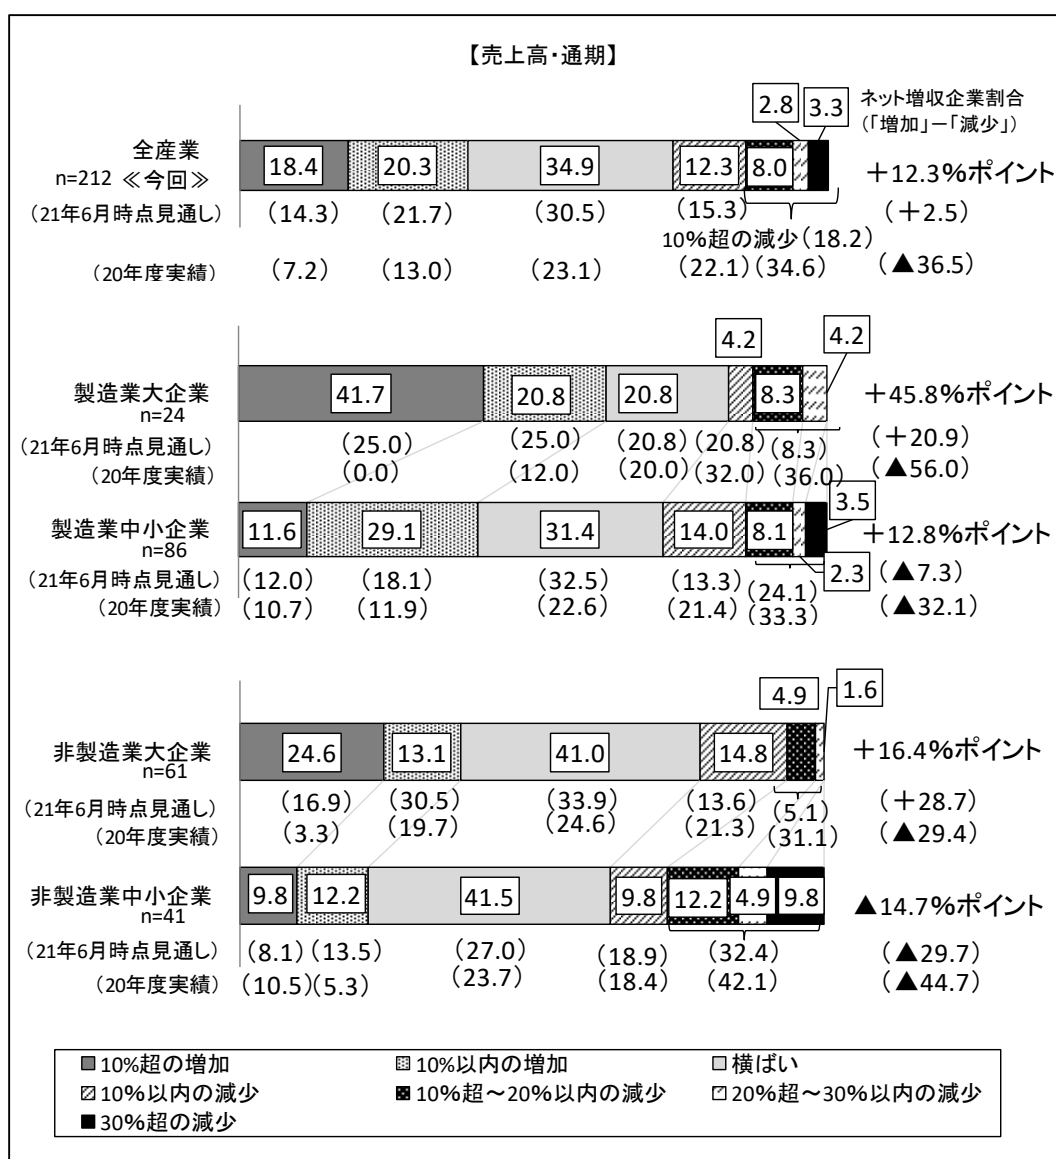 【売上高・通期】
ネット増収企業割合
(「増加」－「減少」)
2.8 3.3
全産業
n=212 ≪今回≫
18.4 20.3 34.9 12.3 8.0 ＋12.3%ポイント
(21年6月時点見通し) (14.3) (21.7) (30.5) (15.3) 10%超の減少(18.2) (＋2.5)
(20年度実績) (7.2) (13.0) (23.1) (22.1) (34.6) (▲36.5)
4.2 4.2
製造業大企業
n=24
41.7 20.8 20.8 8.3 ＋45.8%ポイント
(21年6月時点見通し) (25.0) (25.0) (20.8) (20.8) (8.3) (＋20.9)
(20年度実績) (0.0) (12.0) (20.0) (32.0) (36.0) (▲56.0)
3.5
製造業中小企業
n=86
11.6 29.1 31.4 14.0 8.1 ＋12.8%ポイント
2.3
(21年6月時点見通し) (12.0) (18.1) (32.5) (13.3) (24.1) (▲7.3)
(20年度実績) (10.7) (11.9) (22.6) (21.4) (33.3) (▲32.1)
4.9 1.6
非製造業大企業
n=61
24.6 13.1 41.0 14.8 ＋16.4%ポイント
(21年6月時点見通し) (16.9) (30.5) (33.9) (13.6) (5.1) (＋28.7)
(20年度実績) (3.3) (19.7) (24.6) (21.3) (31.1) (▲29.4)
非製造業中小企業
n=41
9.8 12.2 41.5 9.8 12.2 4.9 9.8 ▲14.7%ポイント
(21年6月時点見通し) (8.1) (13.5) (27.0) (18.9) (32.4) (▲29.7)
(20年度実績) (10.5) (5.3) (23.7) (18.4) (42.1) (▲44.7)
10%超の増加 10%以内の増加 横ばい
10%以内の減少 10%超～20%以内の減少 20%超～30%以内の減少
30%超の減少